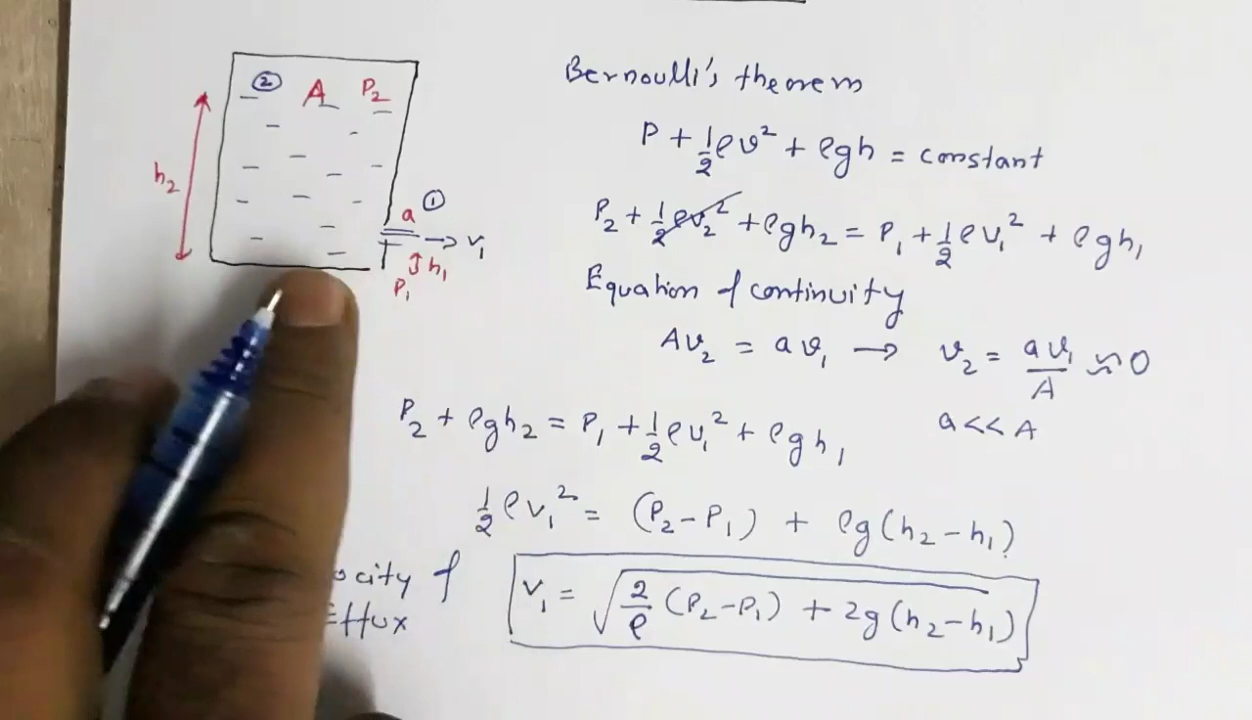 ② A P₂
h₂
a ①
→ v₁
↕h₁
P₁
Bernoulli's theorem
P + ½ρv² + ρgh = constant
P₂ + ½ρv₂² + ρgh₂ = P₁ + ½ρv₁² + ρgh₁
Equation of continuity
Av₂ = av₁ → v₂ = av₁/A ≈ 0
a << A
P₂ + ρgh₂ = P₁ + ½ρv₁² + ρgh₁
½ρv₁² = (P₂ - P₁) + ρg(h₂ - h₁)
ocity of
Efflux
v₁ = √(2/ρ (P₂ - P₁) + 2g(h₂ - h₁))